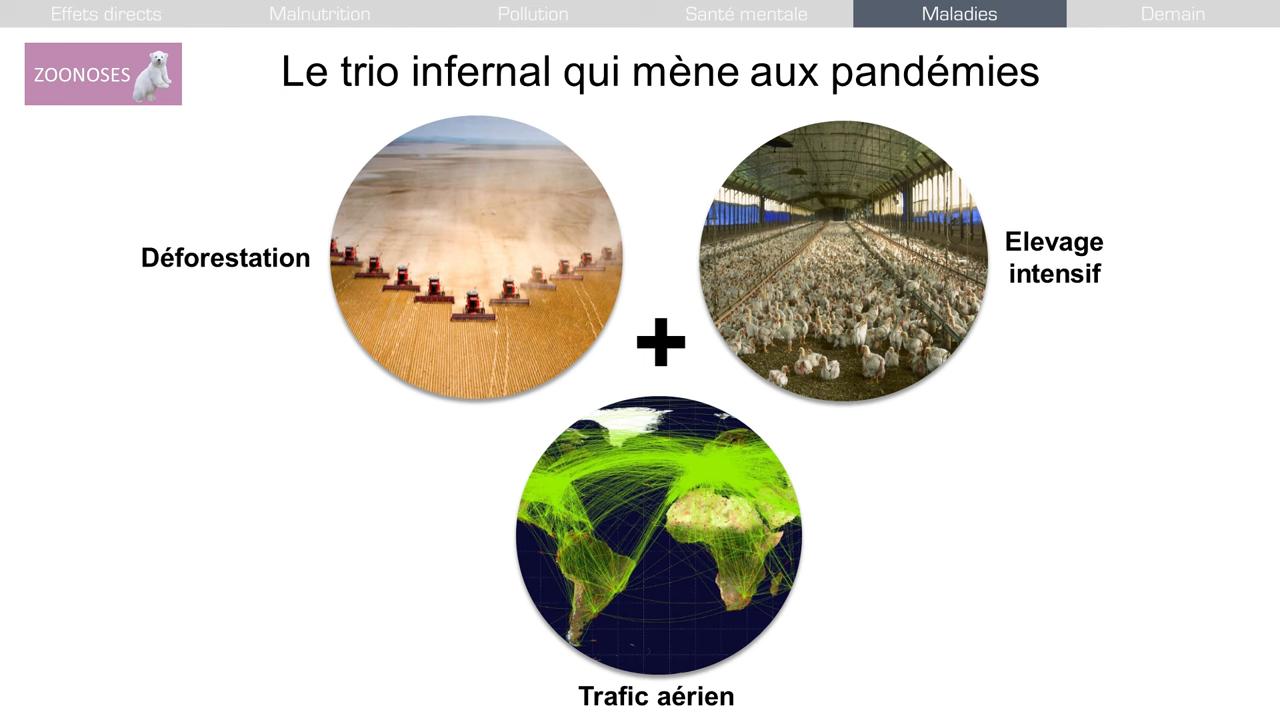 Effets directs
Malnutrition
Pollution
Santé mentale
Maladies
Demain
ZOONOSES
Le trio infernal qui mène aux pandémies
Déforestation
Elevage
intensif
+
Trafic aérien